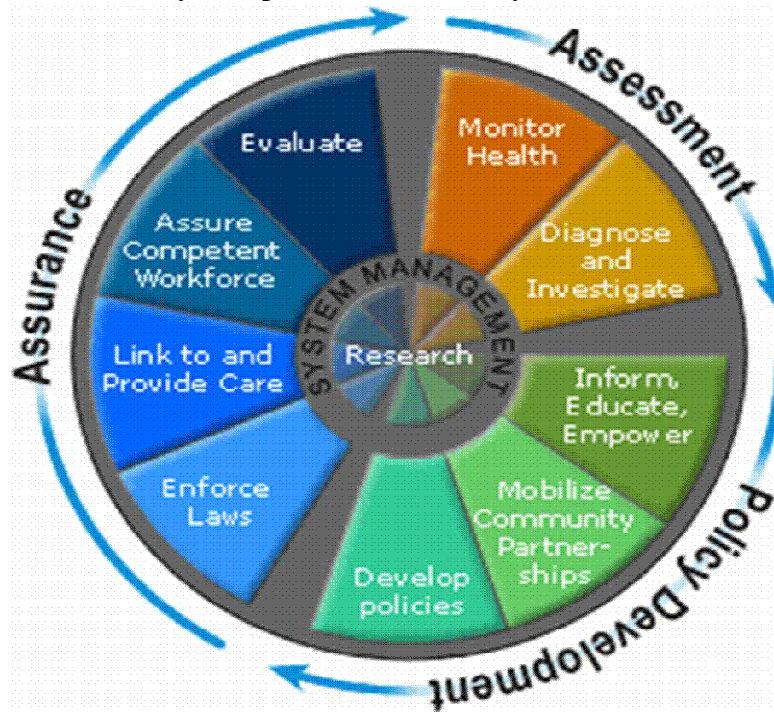 Assessment
Monitor
Health
Diagnose
and
Investigate
Inform,
Educate,
Empower
Policy Development
Mobilize
Community
Partner-
ships
Develop
policies
Assurance
Enforce
Laws
Link to and
Provide Care
Assure
Competent
Workforce
Evaluate
SYSTEM MANAGEMENT
Research